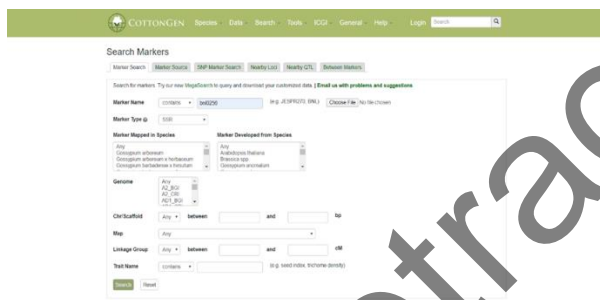 COTTONGEN Species Data Search Tools ICGI General Help Login Search
Search Markers
Marker Search Marker Source SNP Marker Search Nearby Loci Nearby QTL Between Markers
Search for markers. Try our new MegaSearch to query and download your customized data. | Email us with problems and suggestions
Marker Name contains (e.g. JESPR270, BNL) Choose File No file chosen
Marker Type SSR
Marker Mapped in Species Marker Developed from Species
Any Any
Gossypium arboreum Arabidopsis thaliana
Gossypium arboreum x herbaceum Brassica spp.
Gossypium barbadense x hirsutum Gossypium anomalum
Genome Any
A2_BGI
A2_CRI
AD1_BGI
Chr/Scaffold Any between and bp
Map Any
Linkage Group Any between and cM
Trait Name contains (e.g. seed index, trichome density)
Search Reset